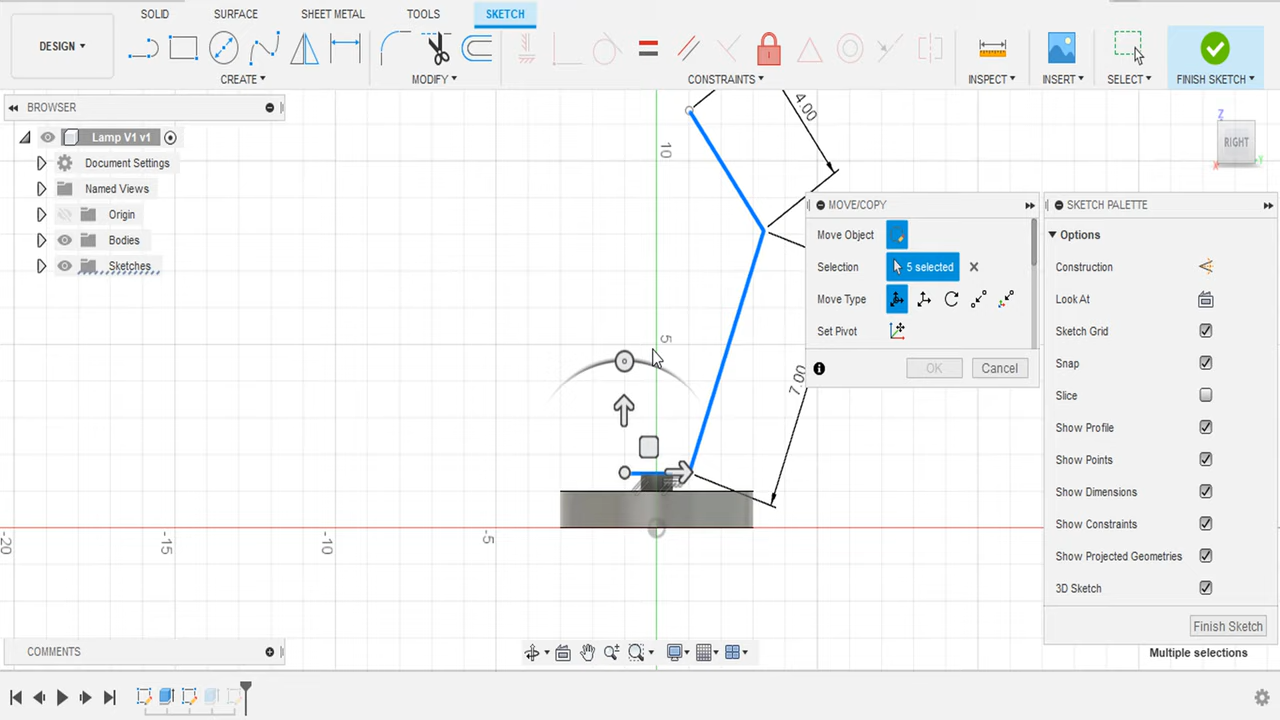 SOLID SURFACE SHEET METAL TOOLS SKETCH
DESIGN ▾
CREATE ▾ MODIFY ▾ CONSTRAINTS ▾ INSPECT ▾ INSERT ▾ SELECT ▾ FINISH SKETCH ▾
BROWSER
Lamp V1 v1
Document Settings
Named Views
Origin
Bodies
Sketches
4.00
10
5
7.00
-5
-10
-15
-20
Z
RIGHT
X
Y
MOVE/COPY
Move Object
Selection 5 selected
Move Type
Set Pivot
OK Cancel
SKETCH PALETTE
Options
Construction
Look At
Sketch Grid
Snap
Slice
Show Profile
Show Points
Show Dimensions
Show Constraints
Show Projected Geometries
3D Sketch
Finish Sketch
COMMENTS
Multiple selections